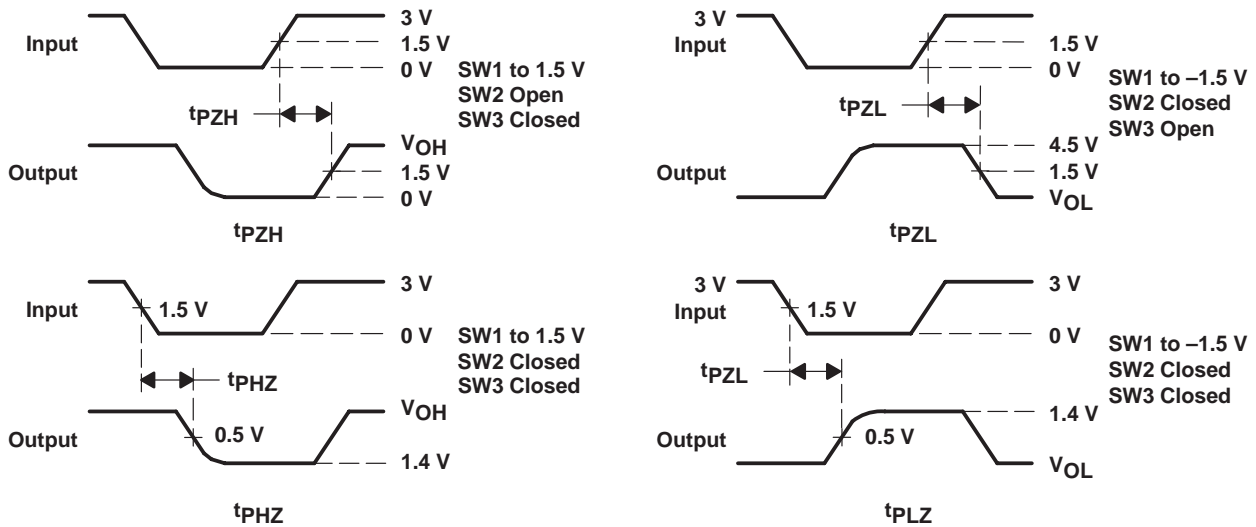 Input
3 V
1.5 V
0 V
SW1 to 1.5 V
SW2 Open
SW3 Closed
tPZH
Output
VOH
1.5 V
0 V
tPZH
3 V
Input
1.5 V
0 V
SW1 to –1.5 V
SW2 Closed
SW3 Open
tPZL
Output
4.5 V
1.5 V
VOL
tPZL
Input
1.5 V
3 V
0 V
SW1 to 1.5 V
SW2 Closed
SW3 Closed
tPHZ
Output
0.5 V
VOH
1.4 V
tPHZ
3 V
Input
1.5 V
3 V
0 V
SW1 to –1.5 V
SW2 Closed
SW3 Closed
tPZL
Output
0.5 V
1.4 V
VOL
tPLZ